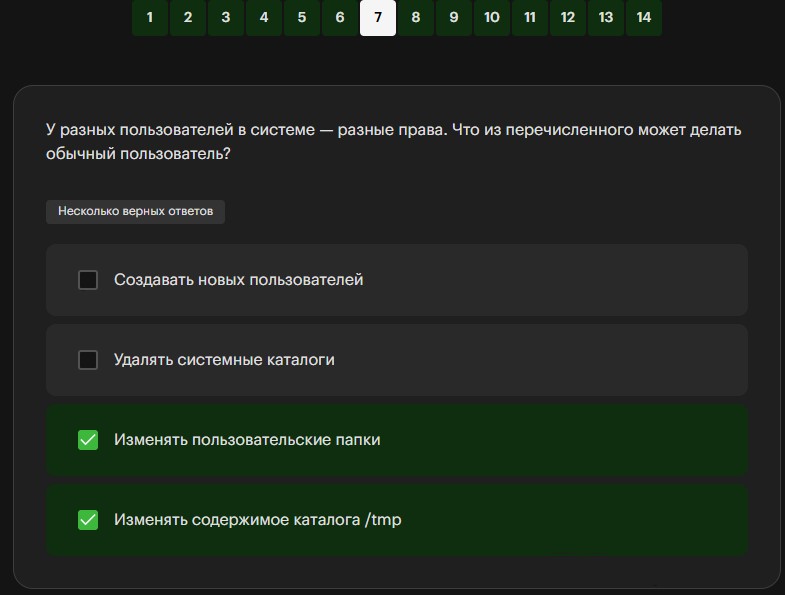 1 2 3 4 5 6 7 8 9 10 11 12 13 14
У разных пользователей в системе — разные права. Что из перечисленного может делать
обычный пользователь?
Несколько верных ответов
Создавать новых пользователей
Удалять системные каталоги
Изменять пользовательские папки
Изменять содержимое каталога /tmp